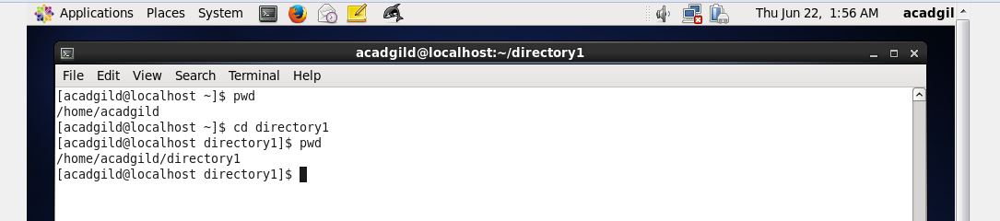 Applications Places System Thu Jun 22, 1:56 AM acadgil
acadgild@localhost:~/directory1
File Edit View Search Terminal Help
[acadgild@localhost ~]$ pwd
/home/acadgild
[acadgild@localhost ~]$ cd directory1
[acadgild@localhost directory1]$ pwd
/home/acadgild/directory1
[acadgild@localhost directory1]$